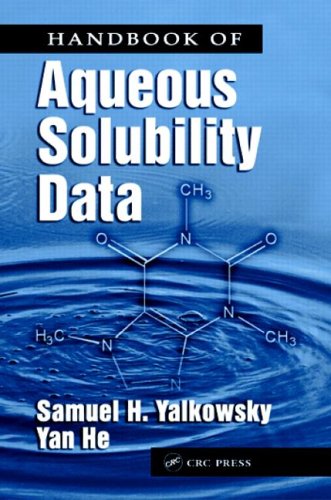 HANDBOOK OF
Aqueous
Solubility
Data
CH₃
O N O
H₃C N N CH₃
Samuel H. Yalkowsky
Yan He
CRC PRESS